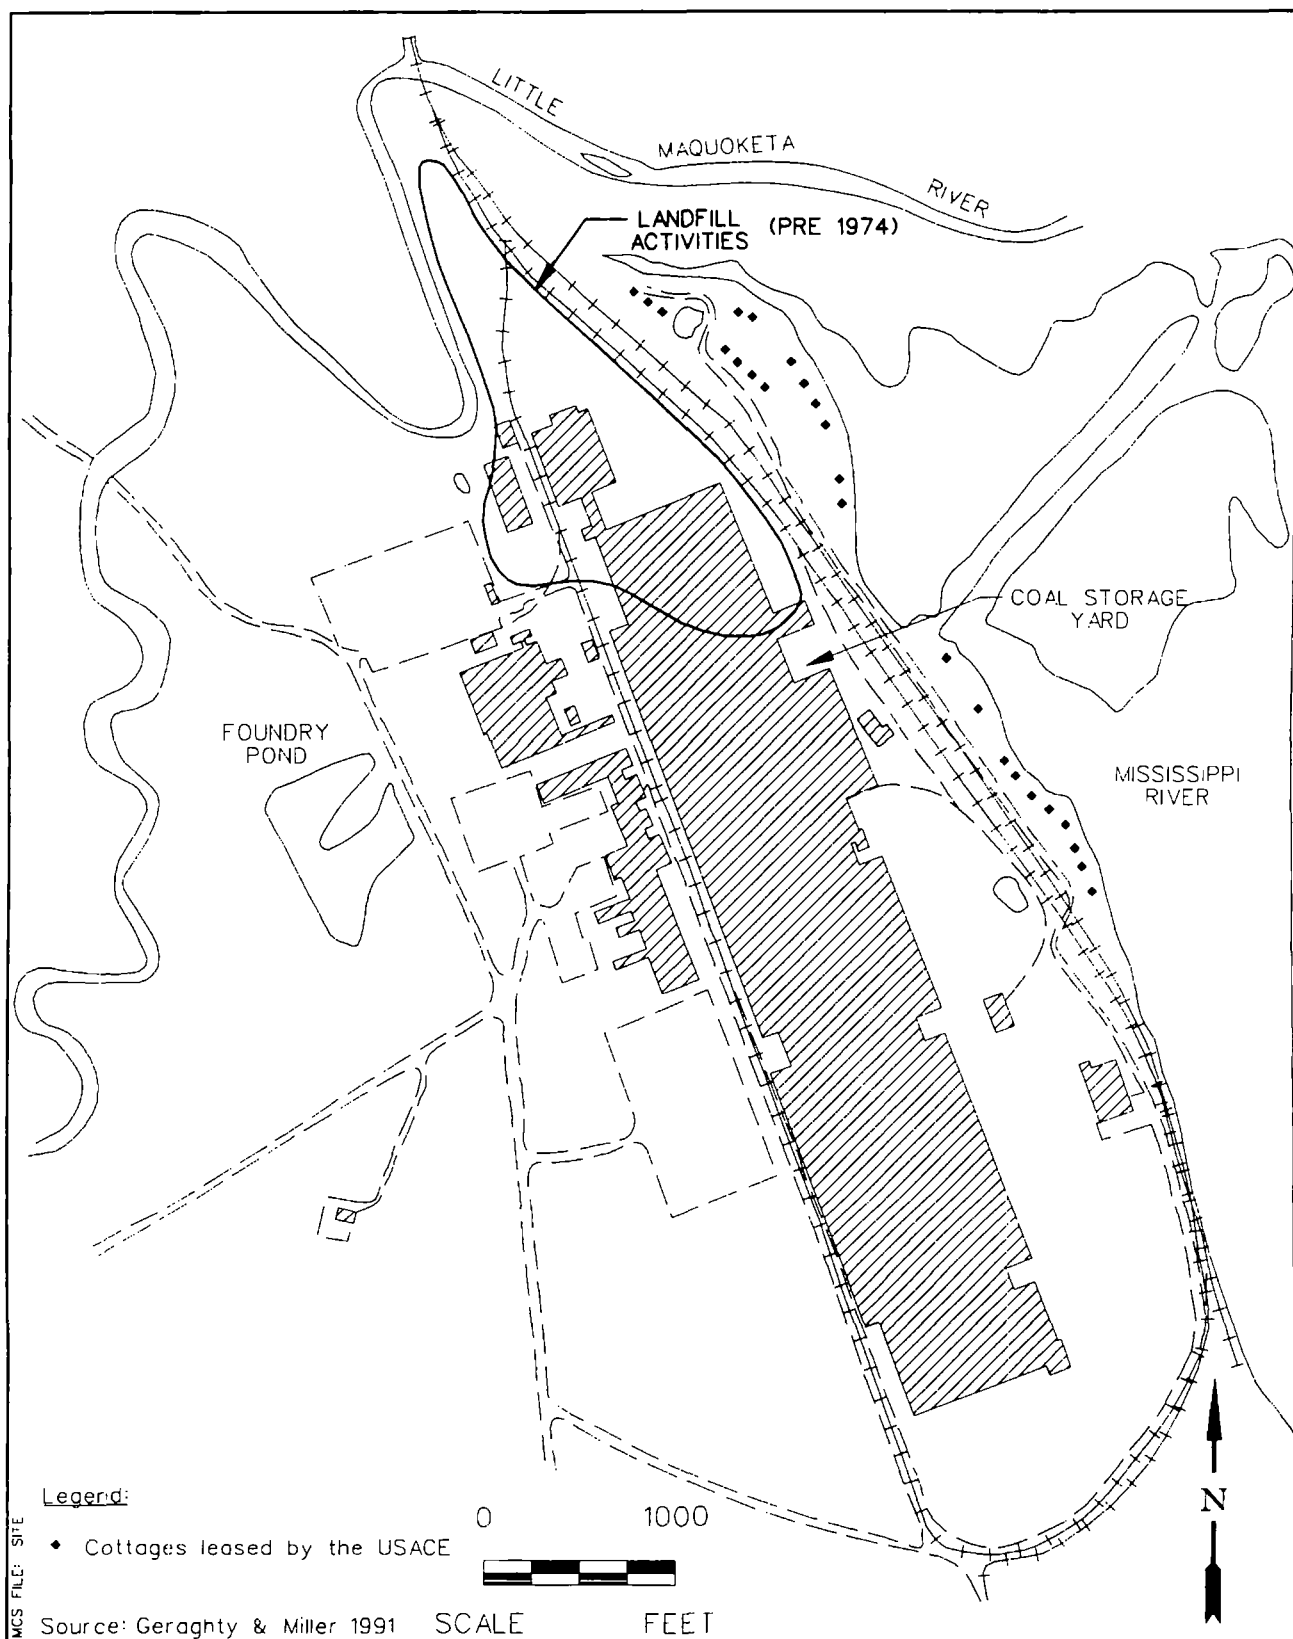 LITTLE
MAQUOKETA
RIVER
LANDFILL (PRE 1974)
ACTIVITIES
COAL STORAGE
YARD
FOUNDRY
POND
MISSISSIPPI
RIVER
N
Legend:
Cottages leased by the USACE
0 1000
SCALE FEET
Source: Geraghty & Miller 1991
MCS FILE: SITE